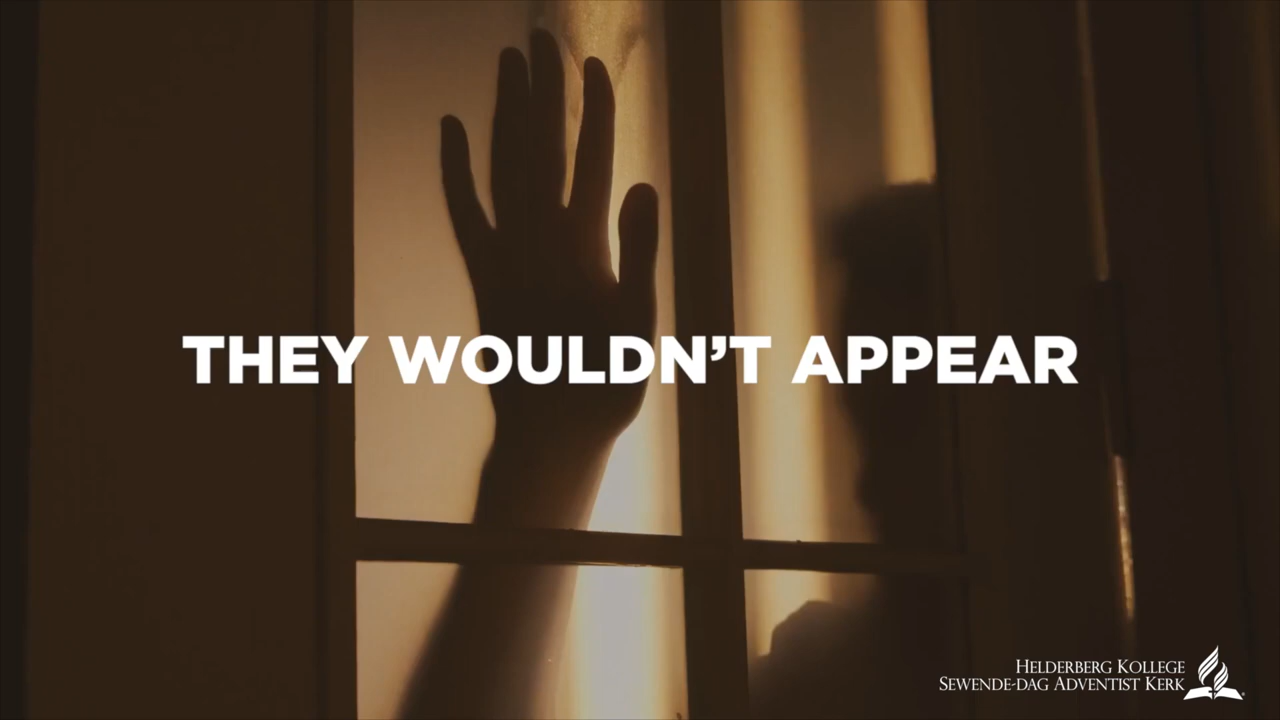 THEY WOULDN’T APPEAR
HELDERBERG KOLLEGE
SEWENDE-DAG ADVENTIST KERK